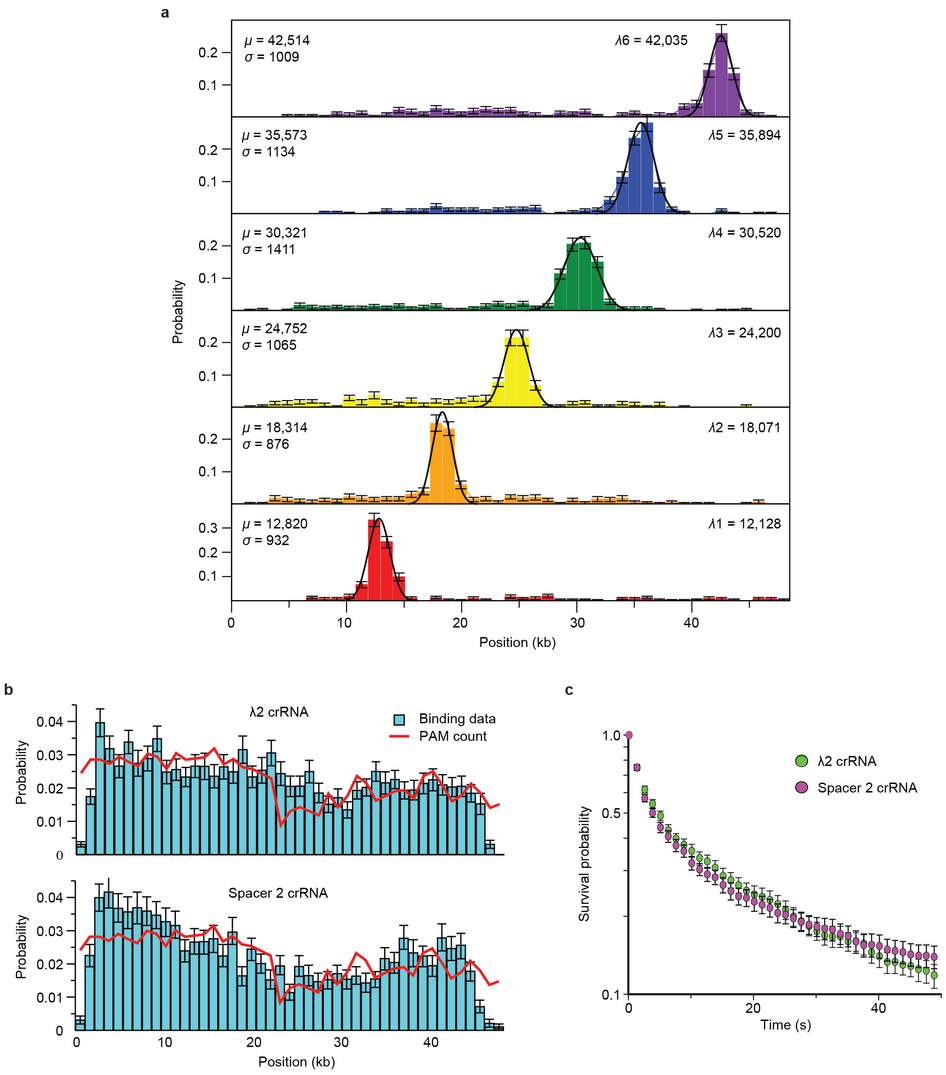 a
μ = 42,514
σ = 1009
λ6 = 42,035
0.2
0.1
μ = 35,573
σ = 1134
λ5 = 35,894
0.2
0.1
μ = 30,321
σ = 1411
λ4 = 30,520
0.2
0.1
μ = 24,752
σ = 1065
λ3 = 24,200
0.2
0.1
μ = 18,314
σ = 876
λ2 = 18,071
0.2
0.1
μ = 12,820
σ = 932
λ1 = 12,128
0.3
0.2
0.1
Probability
0 10 20 30 40
Position (kb)
b
λ2 crRNA
Binding data
PAM count
0.04
0.03
0.02
0.01
0
Probability
Spacer 2 crRNA
0.04
0.03
0.02
0.01
0
Probability
0 10 20 30 40
Position (kb)
c
1.0
0.5
0.1
Survival probability
λ2 crRNA
Spacer 2 crRNA
0 20 40
Time (s)